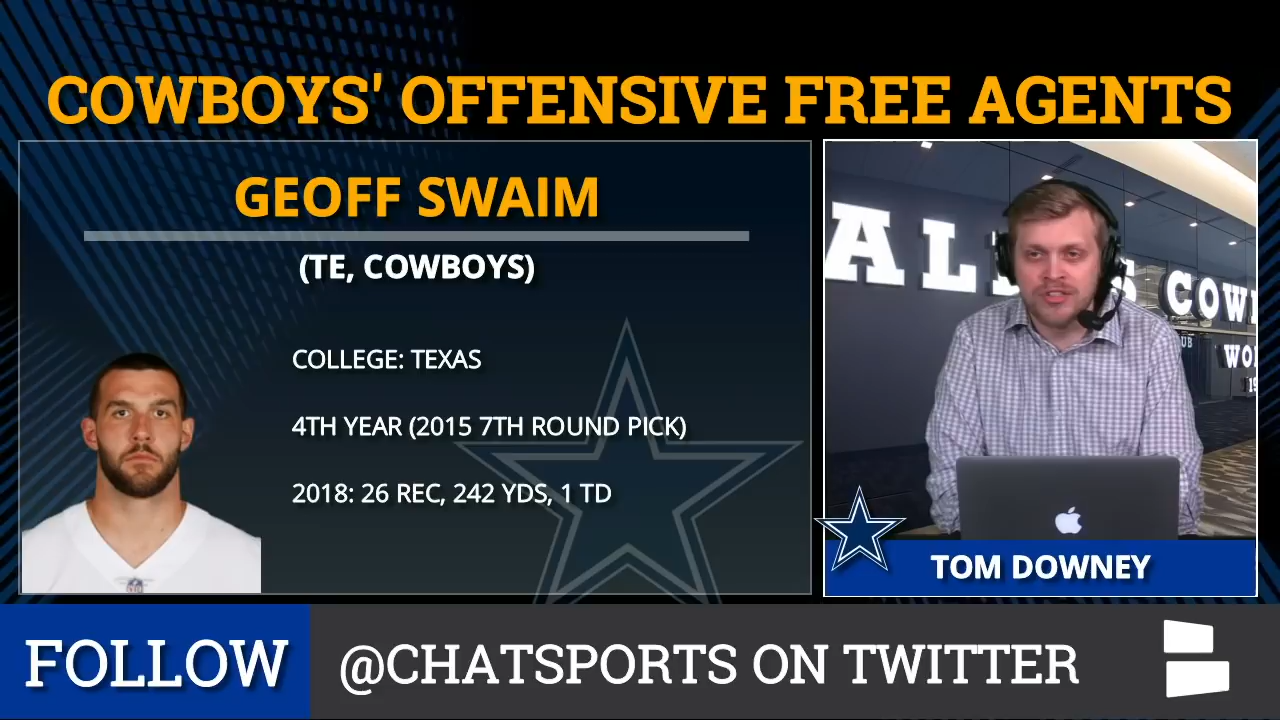 COWBOYS' OFFENSIVE FREE AGENTS
GEOFF SWAIM
(TE, COWBOYS)
COLLEGE: TEXAS
4TH YEAR (2015 7TH ROUND PICK)
2018: 26 REC, 242 YDS, 1 TD
TOM DOWNEY
FOLLOW
@CHATSPORTS ON TWITTER